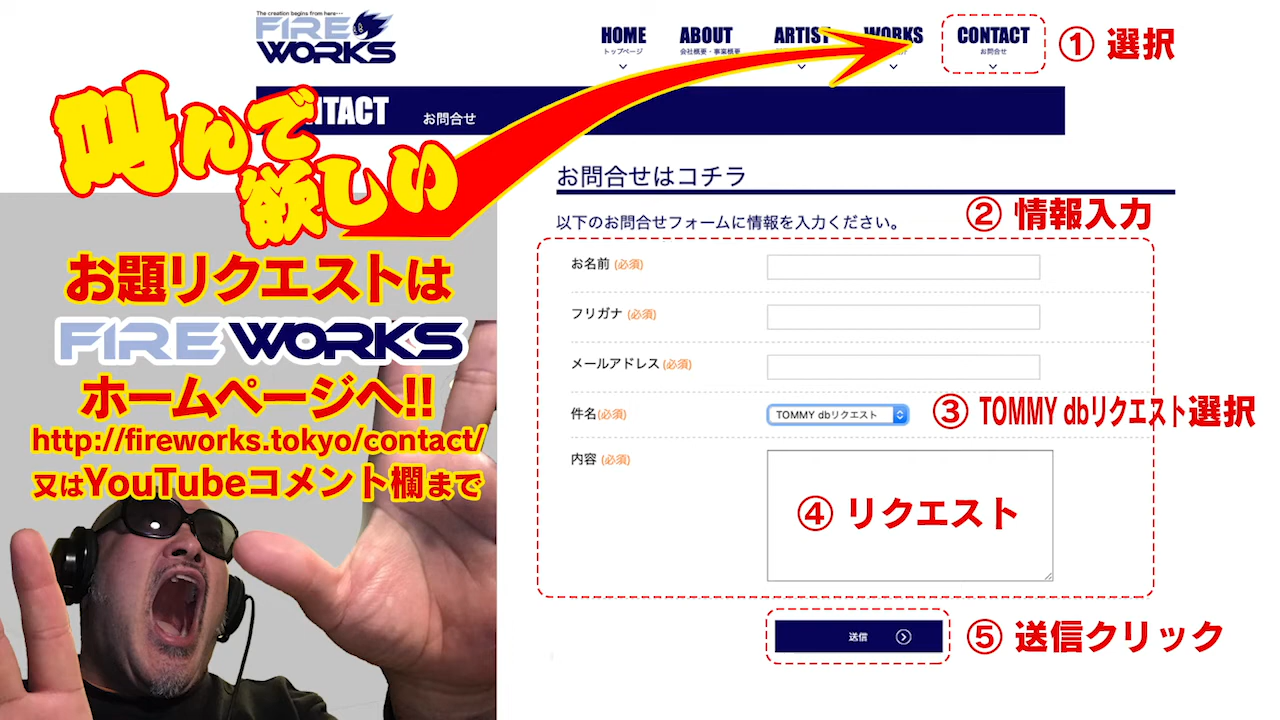 The creation begins from here…
FIRE
WORKS
HOME
トップページ
ABOUT
会社概要・事業概要
ARTIST
WORKS
CONTACT
お問合せ
① 選択
CONTACT
お問合せ
叫んで
欲しい
お題リクエストは
FIRE WORKS
ホームページへ!!
http://fireworks.tokyo/contact/
又はYouTubeコメント欄まで
お問合せはコチラ
以下のお問合せフォームに情報を入力ください。
② 情報入力
お名前 (必須)
フリガナ (必須)
メールアドレス (必須)
件名(必須)
TOMMY dbリクエスト
③ TOMMY dbリクエスト選択
内容 (必須)
④ リクエスト
送信
⑤ 送信クリック